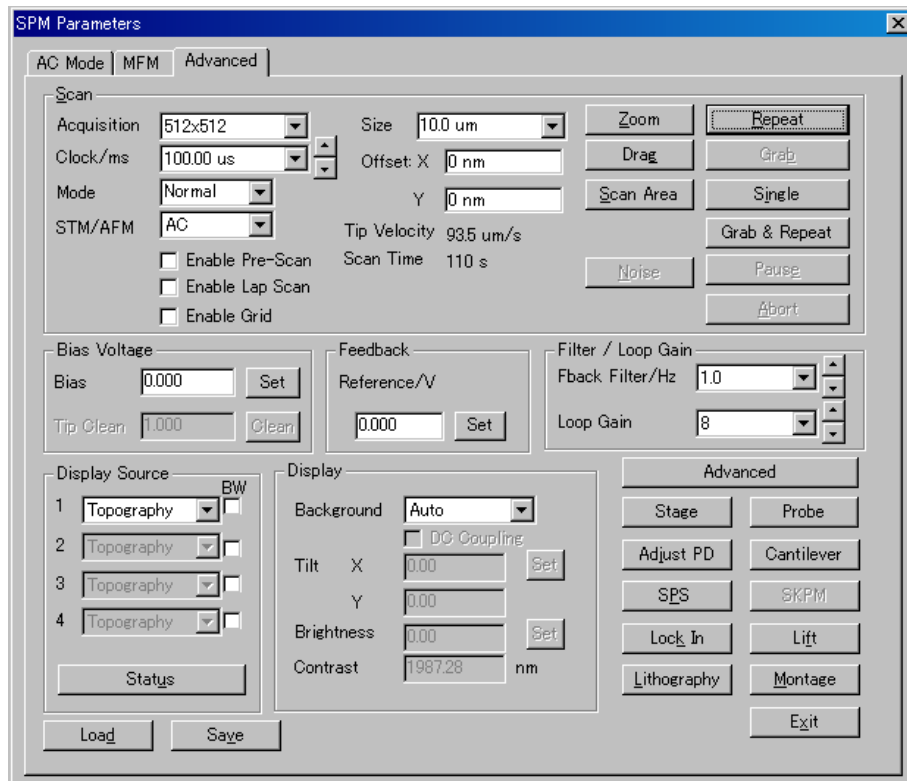 SPM Parameters
AC Mode MFM Advanced
Scan
Acquisition 512x512 Size 10.0 um Zoom Repeat
Clock/ms 100.00 us Offset: X 0 nm Drag Grab
Mode Normal Y 0 nm Scan Area Single
STM/AFM AC Tip Velocity 93.5 um/s Grab & Repeat
Enable Pre-Scan Scan Time 110 s Noise Pause
Enable Lap Scan
Enable Grid Abort
Bias Voltage Feedback Filter / Loop Gain
Bias 0.000 Set Reference/V Fback Filter/Hz 1.0
Tip Clean 1.000 Clean 0.000 Set Loop Gain 8
Display Source BW Display Advanced
1 Topography Background Auto Stage Probe
2 Topography DC Coupling Adjust PD Cantilever
Tilt X 0.00 Set
3 Topography Y 0.00 SPS SKPM
4 Topography Brightness 0.00 Set Lock In Lift
Status Contrast 1987.28 nm Lithography Montage
Load Save Exit